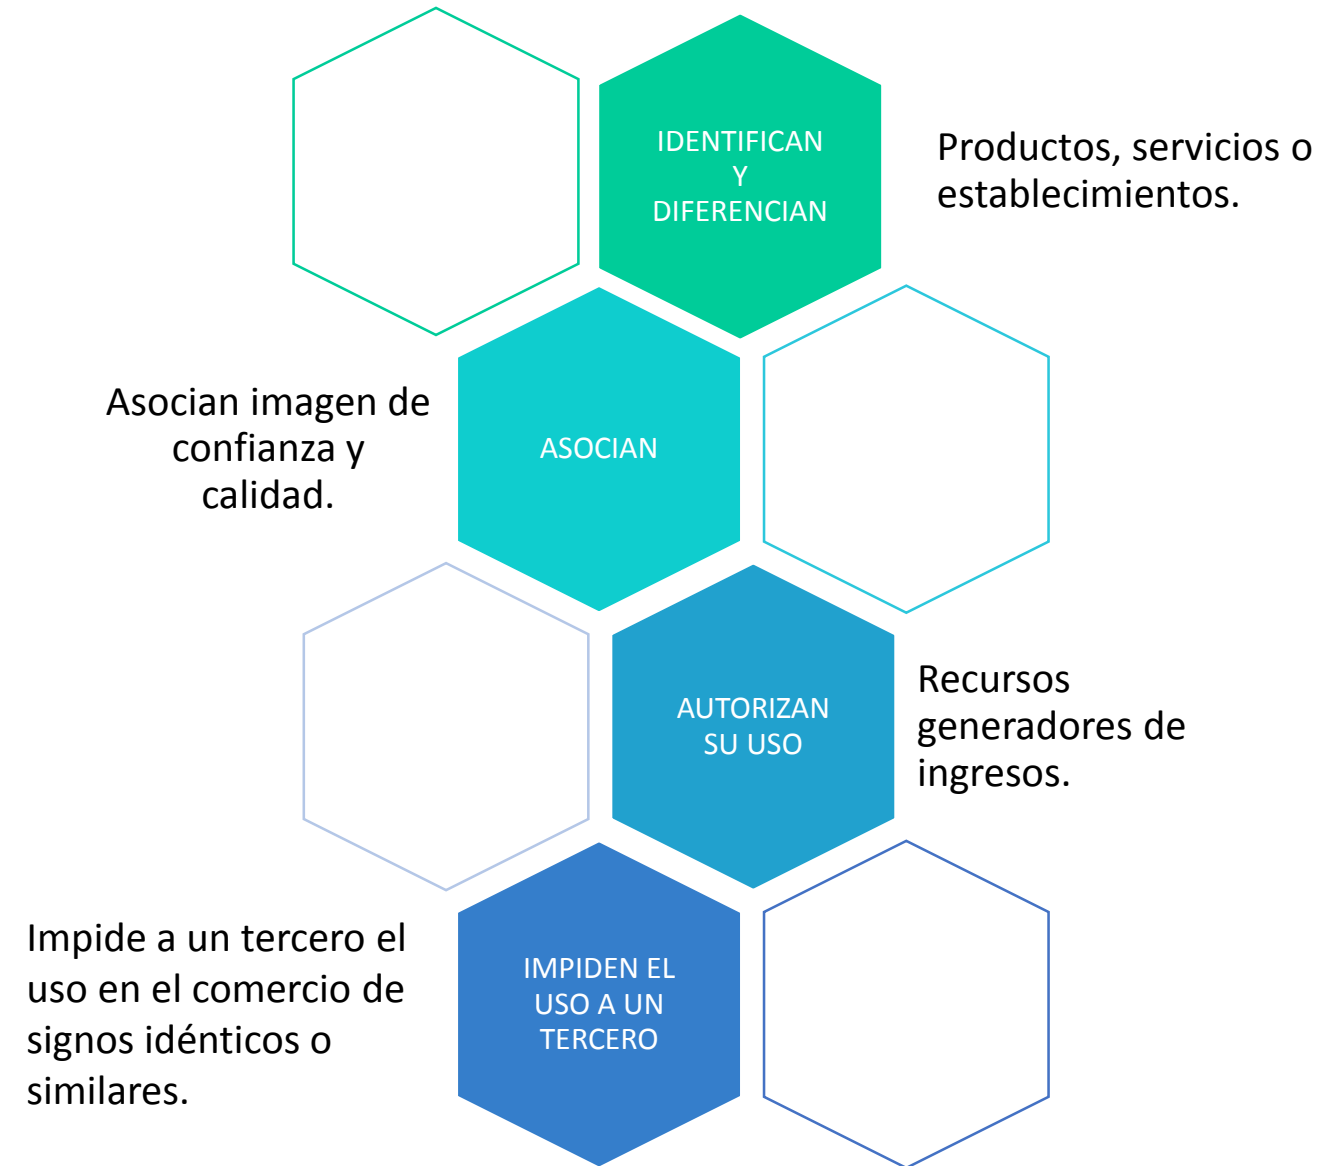 IDENTIFICAN
Y
DIFERENCIAN
Productos, servicios o
establecimientos.
Asocian imagen de
confianza y
calidad.
ASOCIAN
AUTORIZAN
SU USO
Recursos
generadores de
ingresos.
Impide a un tercero el
uso en el comercio de
signos idénticos o
similares.
IMPIDEN EL
USO A UN
TERCERO